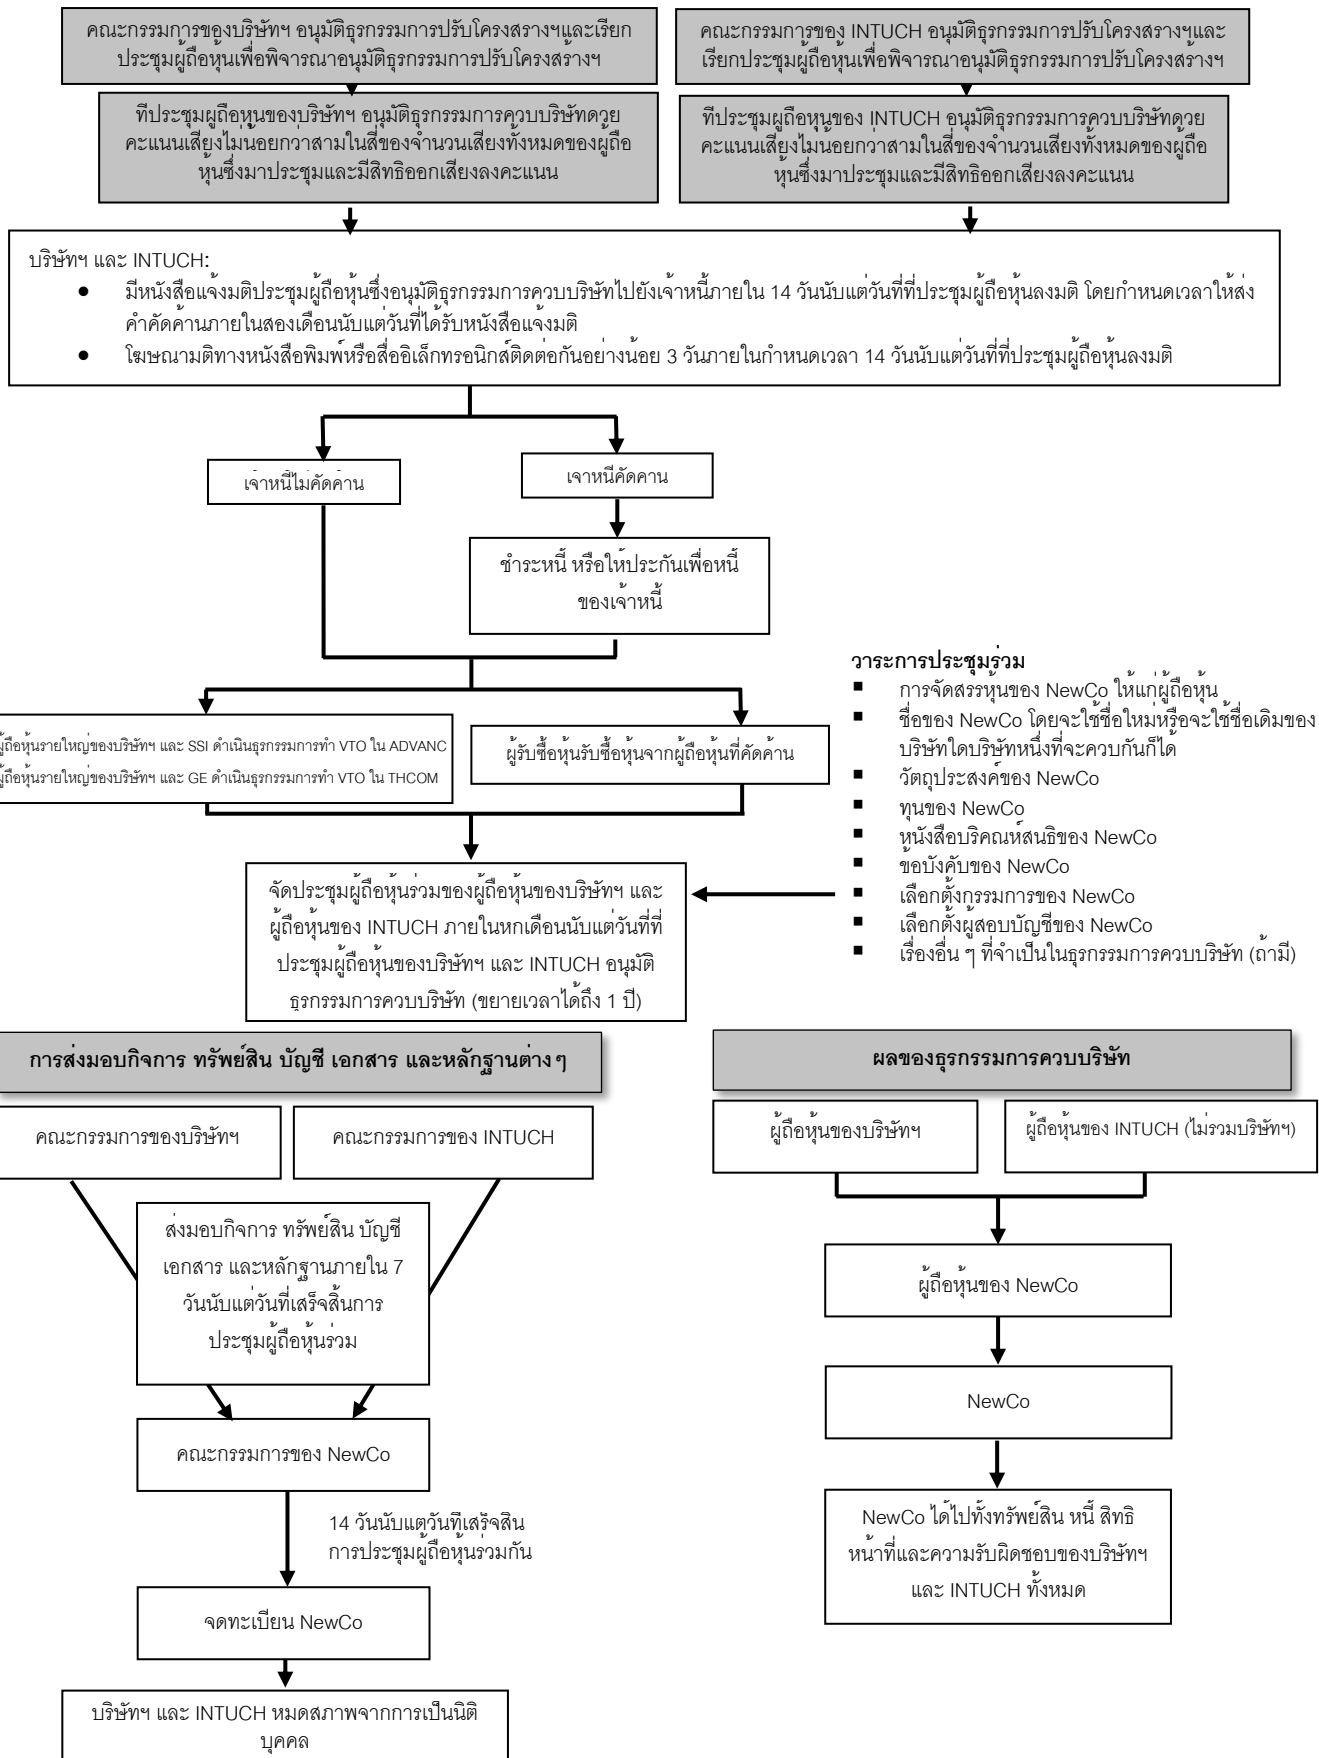 คณะกรรมการของบริษัทฯ อนุมัติธุรกรรมการปรับโครงสร้างฯและเรียก
ประชุมผู้ถือหุ้นเพื่อพิจารณาอนุมัติธุรกรรมการปรับโครงสร้างฯ
คณะกรรมการของ INTUCH อนุมัติธุรกรรมการปรับโครงสร้างฯและ
เรียกประชุมผู้ถือหุ้นเพื่อพิจารณาอนุมัติธุรกรรมการปรับโครงสร้างฯ
ที่ประชุมผู้ถือหุ้นของบริษัทฯ อนุมัติธุรกรรมการควบบริษัทด้วย
คะแนนเสียงไม่น้อยกว่าสามในสี่ของจำนวนเสียงทั้งหมดของผู้ถือ
หุ้นซึ่งมาประชุมและมีสิทธิออกเสียงลงคะแนน
ที่ประชุมผู้ถือหุ้นของ INTUCH อนุมัติธุรกรรมการควบบริษัทด้วย
คะแนนเสียงไม่น้อยกว่าสามในสี่ของจำนวนเสียงทั้งหมดของผู้ถือ
หุ้นซึ่งมาประชุมและมีสิทธิออกเสียงลงคะแนน
บริษัทฯ และ INTUCH:
● มีหนังสือแจ้งมติประชุมผู้ถือหุ้นซึ่งอนุมัติธุรกรรมการควบบริษัทไปยังเจ้าหนี้ภายใน 14 วันนับแต่วันที่ที่ประชุมผู้ถือหุ้นลงมติ โดยกำหนดเวลาให้ส่ง
คำคัดค้านภายในสองเดือนนับแต่วันที่ได้รับหนังสือแจ้งมติ
● โฆษณามติทางหนังสือพิมพ์หรือสื่ออิเล็กทรอนิกส์ติดต่อกันอย่างน้อย 3 วันภายในกำหนดเวลา 14 วันนับแต่วันที่ที่ประชุมผู้ถือหุ้นลงมติ
เจ้าหนี้ไม่คัดค้าน
เจ้าหนี้คัดค้าน
ชำระหนี้ หรือให้ประกันเพื่อหนี้
ของเจ้าหนี้
ผู้ถือหุ้นรายใหญ่ของบริษัทฯ และ SSI ดำเนินธุรกรรมการทำ VTO ใน ADVANC
ผู้ถือหุ้นรายใหญ่ของบริษัทฯ และ GE ดำเนินธุรกรรมการทำ VTO ใน THCOM
ผู้รับซื้อหุ้นรับซื้อหุ้นจากผู้ถือหุ้นที่คัดค้าน
วาระการประชุมร่วม
■ การจัดสรรหุ้นของ NewCo ให้แก่ผู้ถือหุ้น
■ ชื่อของ NewCo โดยจะใช้ชื่อใหม่หรือจะใช้ชื่อเดิมของ
บริษัทใดบริษัทหนึ่งที่จะควบกันก็ได้
■ วัตถุประสงค์ของ NewCo
■ ทุนของ NewCo
■ หนังสือบริคณห์สนธิของ NewCo
■ ข้อบังคับของ NewCo
■ เลือกตั้งกรรมการของ NewCo
■ เลือกตั้งผู้สอบบัญชีของ NewCo
■ เรื่องอื่น ๆ ที่จำเป็นในธุรกรรมการควบบริษัท (ถ้ามี)
จัดประชุมผู้ถือหุ้นร่วมของผู้ถือหุ้นของบริษัทฯ และ
ผู้ถือหุ้นของ INTUCH ภายในหกเดือนนับแต่วันที่ที่
ประชุมผู้ถือหุ้นของบริษัทฯ และ INTUCH อนุมัติ
ธุรกรรมการควบบริษัท (ขยายเวลาได้ถึง 1 ปี)
การส่งมอบกิจการ ทรัพย์สิน บัญชี เอกสาร และหลักฐานต่างๆ
คณะกรรมการของบริษัทฯ
คณะกรรมการของ INTUCH
ส่งมอบกิจการ ทรัพย์สิน บัญชี
เอกสาร และหลักฐานภายใน 7
วันนับแต่วันที่เสร็จสิ้นการ
ประชุมผู้ถือหุ้นร่วม
คณะกรรมการของ NewCo
14 วันนับแต่วันที่เสร็จสิ้น
การประชุมผู้ถือหุ้นร่วมกัน
จดทะเบียน NewCo
บริษัทฯ และ INTUCH หมดสภาพจากการเป็นนิติ
บุคคล
ผลของธุรกรรมการควบบริษัท
ผู้ถือหุ้นของบริษัทฯ
ผู้ถือหุ้นของ INTUCH (ไม่รวมบริษัทฯ)
ผู้ถือหุ้นของ NewCo
NewCo
NewCo ได้ไปทั้งทรัพย์สิน หนี้ สิทธิ
หน้าที่และความรับผิดชอบของบริษัทฯ
และ INTUCH ทั้งหมด